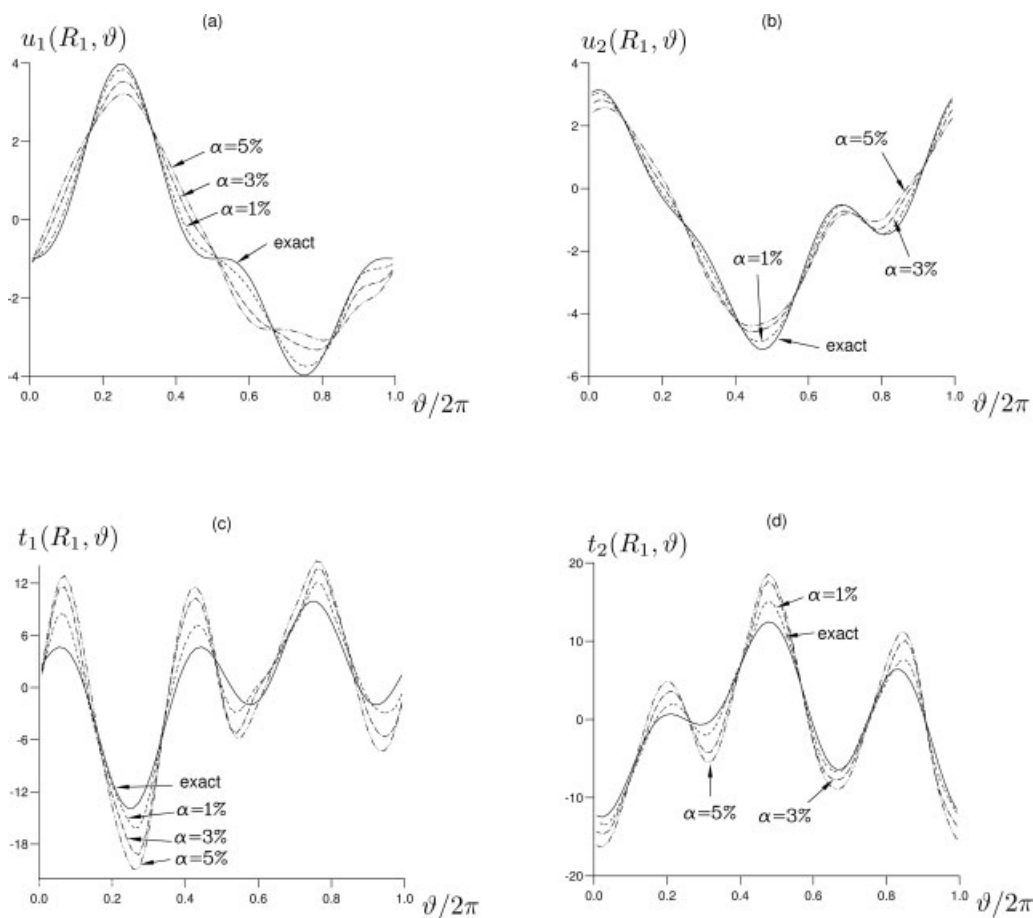 (a)
u₁(R₁, ϑ)
4
2
0
-2
-4
α=5%
α=3%
α=1%
exact
0.0 0.2 0.4 0.6 0.8 1.0
ϑ/2π
(b)
u₂(R₁, ϑ)
4
2
0
-2
-4
-6
α=5%
α=1%
α=3%
exact
0.0 0.2 0.4 0.6 0.8 1.0
ϑ/2π
(c)
t₁(R₁, ϑ)
12
6
0
-6
-12
-18
exact
α=1%
α=3%
α=5%
0.0 0.2 0.4 0.6 0.8 1.0
ϑ/2π
(d)
t₂(R₁, ϑ)
20
10
0
-10
-20
α=1%
exact
α=5%
α=3%
0.0 0.2 0.4 0.6 0.8 1.0
ϑ/2π